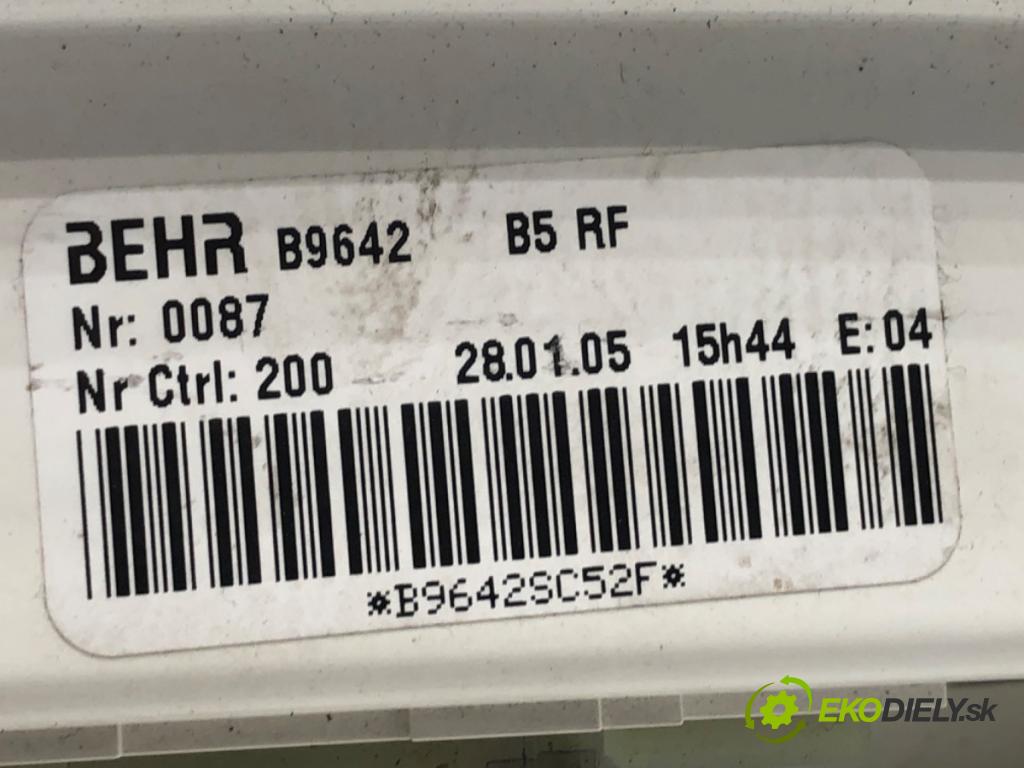 BEHR B9642 B5 RF
Nr: 0087
Nr Ctrl: 200 28.01.05 15h44 E: 04
*B9642SC52F*
EKODIELY.sk